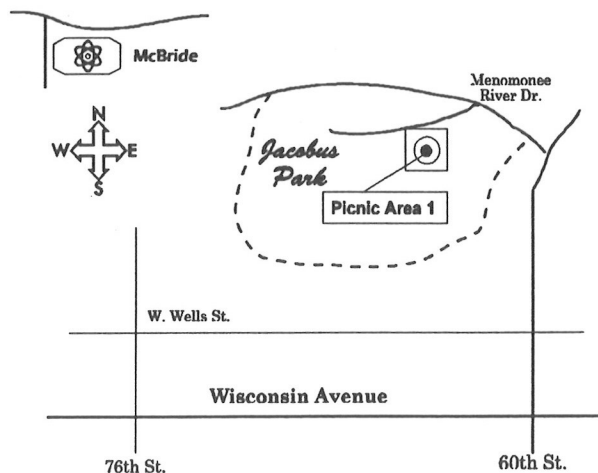 McBride
Menomonee
River Dr.
N
W E
S
Jacobus
Park
Picnic Area 1
W. Wells St.
Wisconsin Avenue
76th St.
60th St.